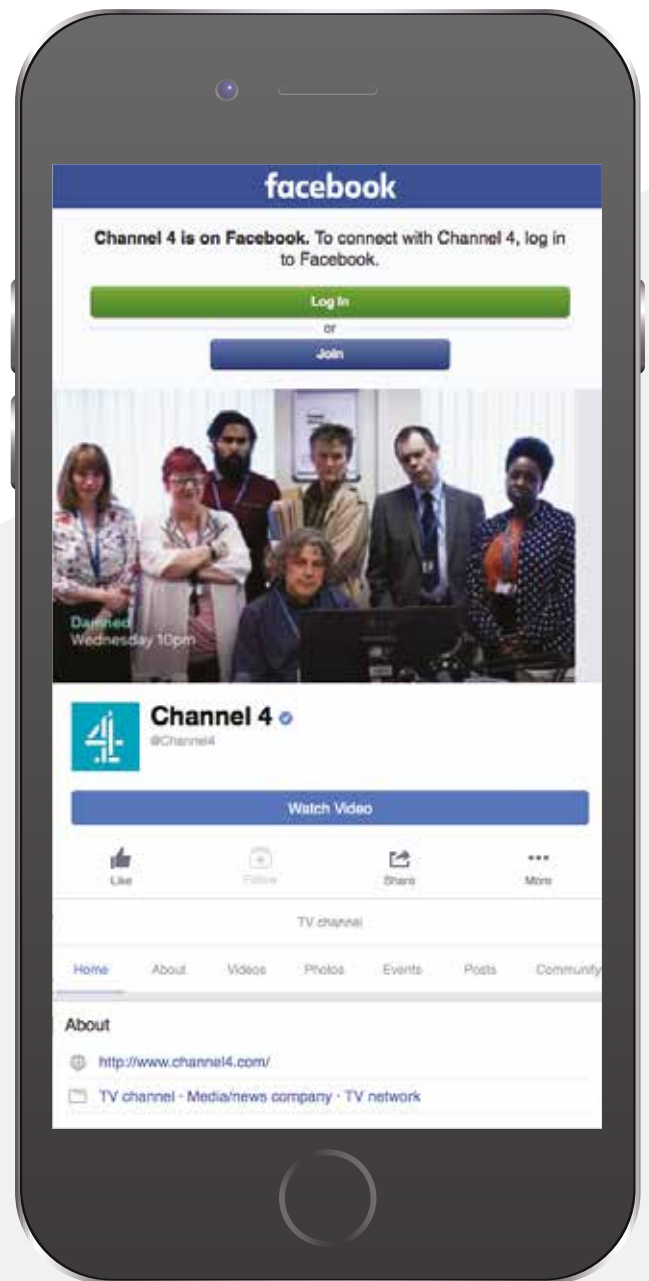 facebook
Channel 4 is on Facebook. To connect with Channel 4, log in
to Facebook.
Log In
or
Join
Damned
Wednesday 10pm
4
Channel 4
@Channel4
Watch Video
Like
Follow
Share
More
TV channel
Home About Videos Photos Events Posts Community
About
http://www.channel4.com/
TV channel · Media/news company · TV network